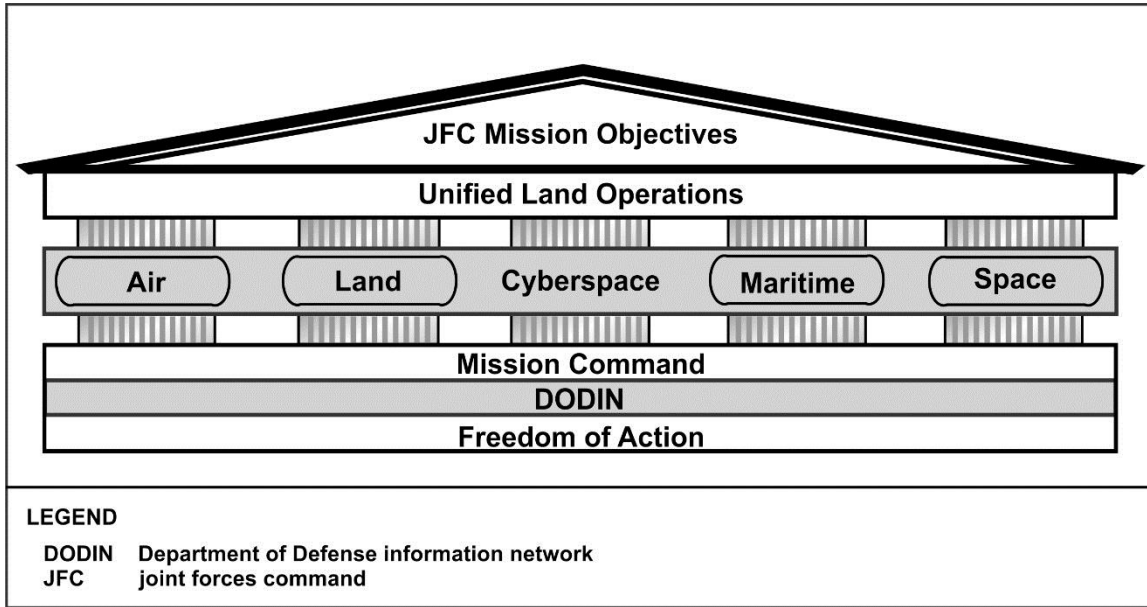 JFC Mission Objectives
Unified Land Operations
Air Land Cyberspace Maritime Space
Mission Command
DODIN
Freedom of Action
LEGEND
DODIN Department of Defense information network
JFC joint forces command